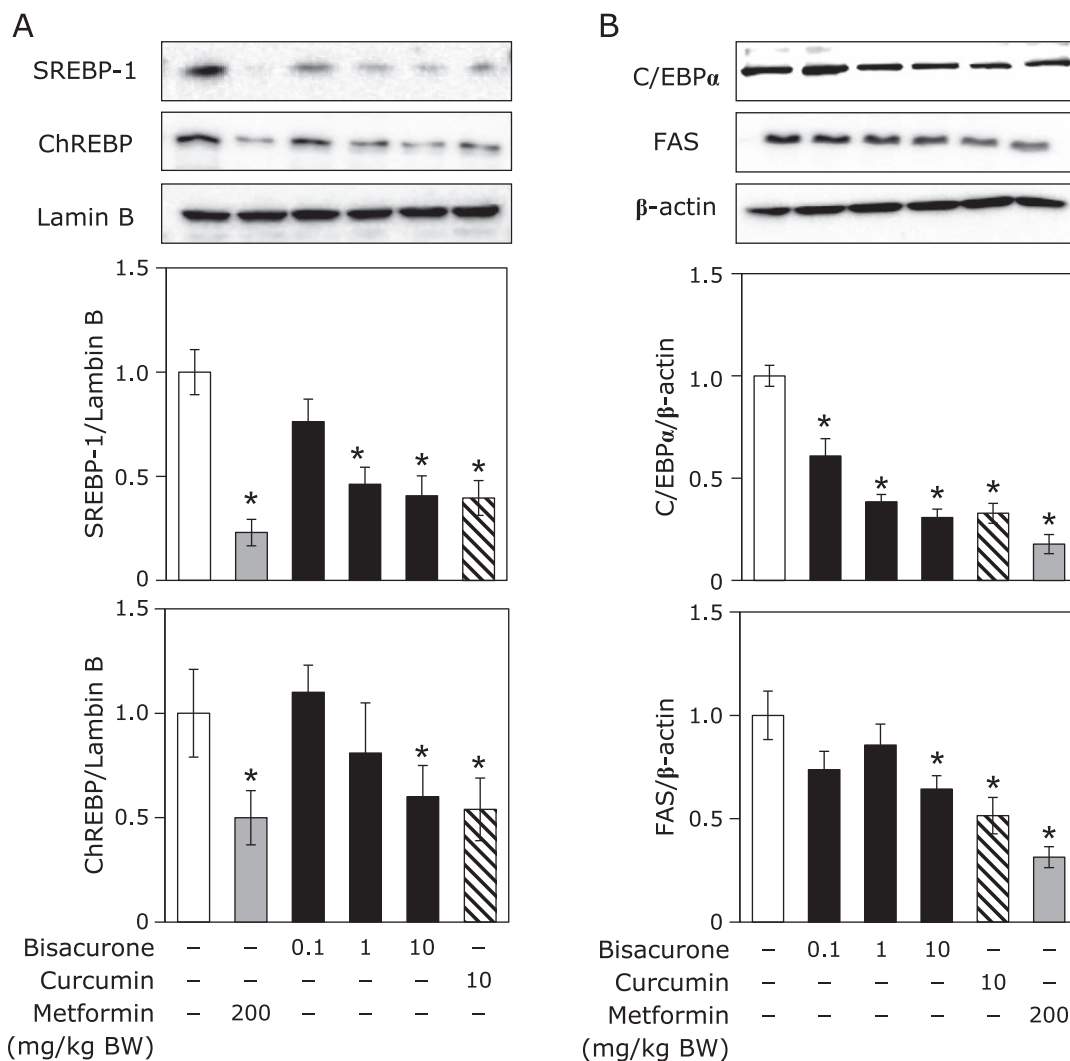 A
SREBP-1
ChREBP
Lamin B
SREBP-1/Lambin B
1.5
1.0
0.5
0
* * * *
ChREBP/Lambin B
1.5
1.0
0.5
0
* * *
Bisacurone – – 0.1 1 10 –
Curcumin – – – – – 10
Metformin – 200 – – – –
(mg/kg BW)
B
C/EBPα
FAS
β-actin
C/EBPα/β-actin
1.5
1.0
0.5
0
* * * * *
FAS/β-actin
1.5
1.0
0.5
0
* * *
Bisacurone – 0.1 1 10 – –
Curcumin – – – – 10 –
Metformin – – – – – 200
(mg/kg BW)